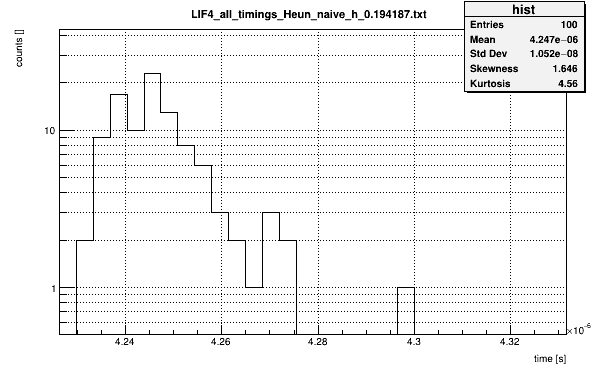 LIF4_all_timings_Heun_naive_h_0.194187.txt
hist
Entries 100
Mean 4.247e-06
Std Dev 1.052e-08
Skewness 1.646
Kurtosis 4.56
counts []
10
1
4.24 4.26 4.28 4.3 4.32
×10⁻⁶
time [s]